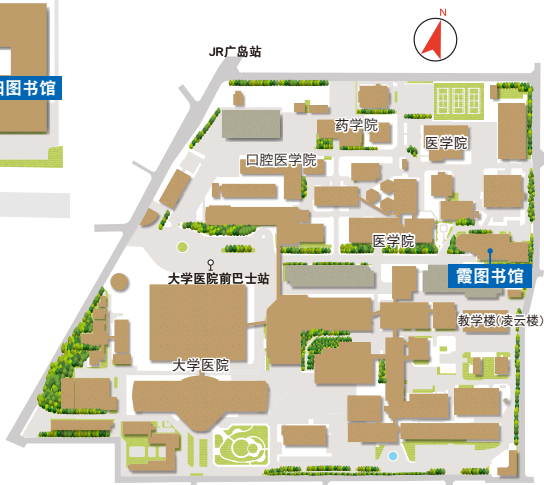 N
JR广岛站
图书馆
药学院
医学院
口腔医学院
医学院
霞图书馆
大学医院前巴士站
教学楼(凌云楼)
大学医院